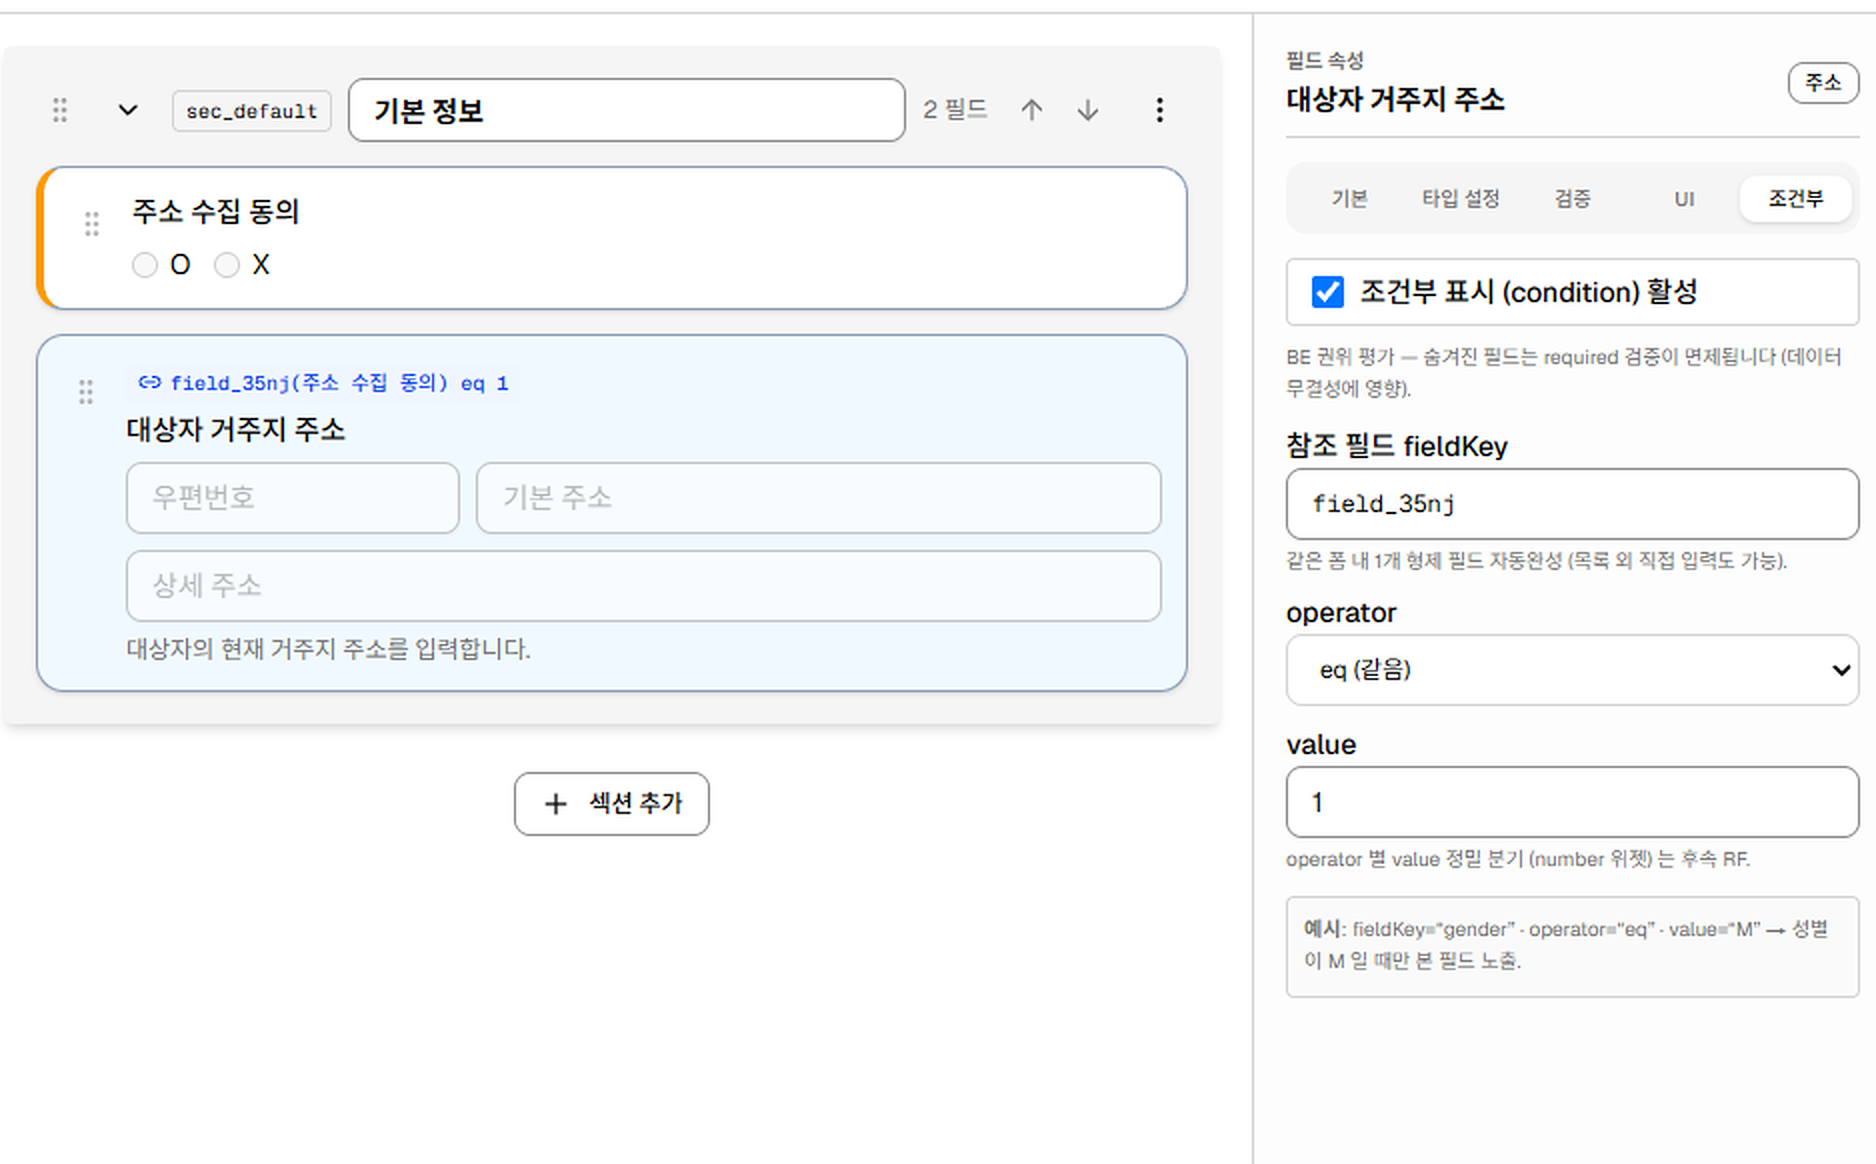 sec_default
기본 정보
2 필드
주소 수집 동의
O X
field_35nj(주소 수집 동의) eq 1
대상자 거주지 주소
우편번호
기본 주소
상세 주소
대상자의 현재 거주지 주소를 입력합니다.
섹션 추가
필드 속성
대상자 거주지 주소
주소
기본 타입 설정 검증 UI 조건부
조건부 표시 (condition) 활성
BE 권위 평가 — 숨겨진 필드는 required 검증이 면제됩니다 (데이터
무결성에 영향).
참조 필드 fieldKey
field_35nj
같은 폼 내 1개 형제 필드 자동완성 (목록 외 직접 입력도 가능).
operator
eq (같음)
value
1
operator 별 value 정밀 분기 (number 위젯) 는 후속 RF.
예시: fieldKey=“gender” · operator=“eq” · value=“M” → 성별
이 M 일 때만 본 필드 노출.